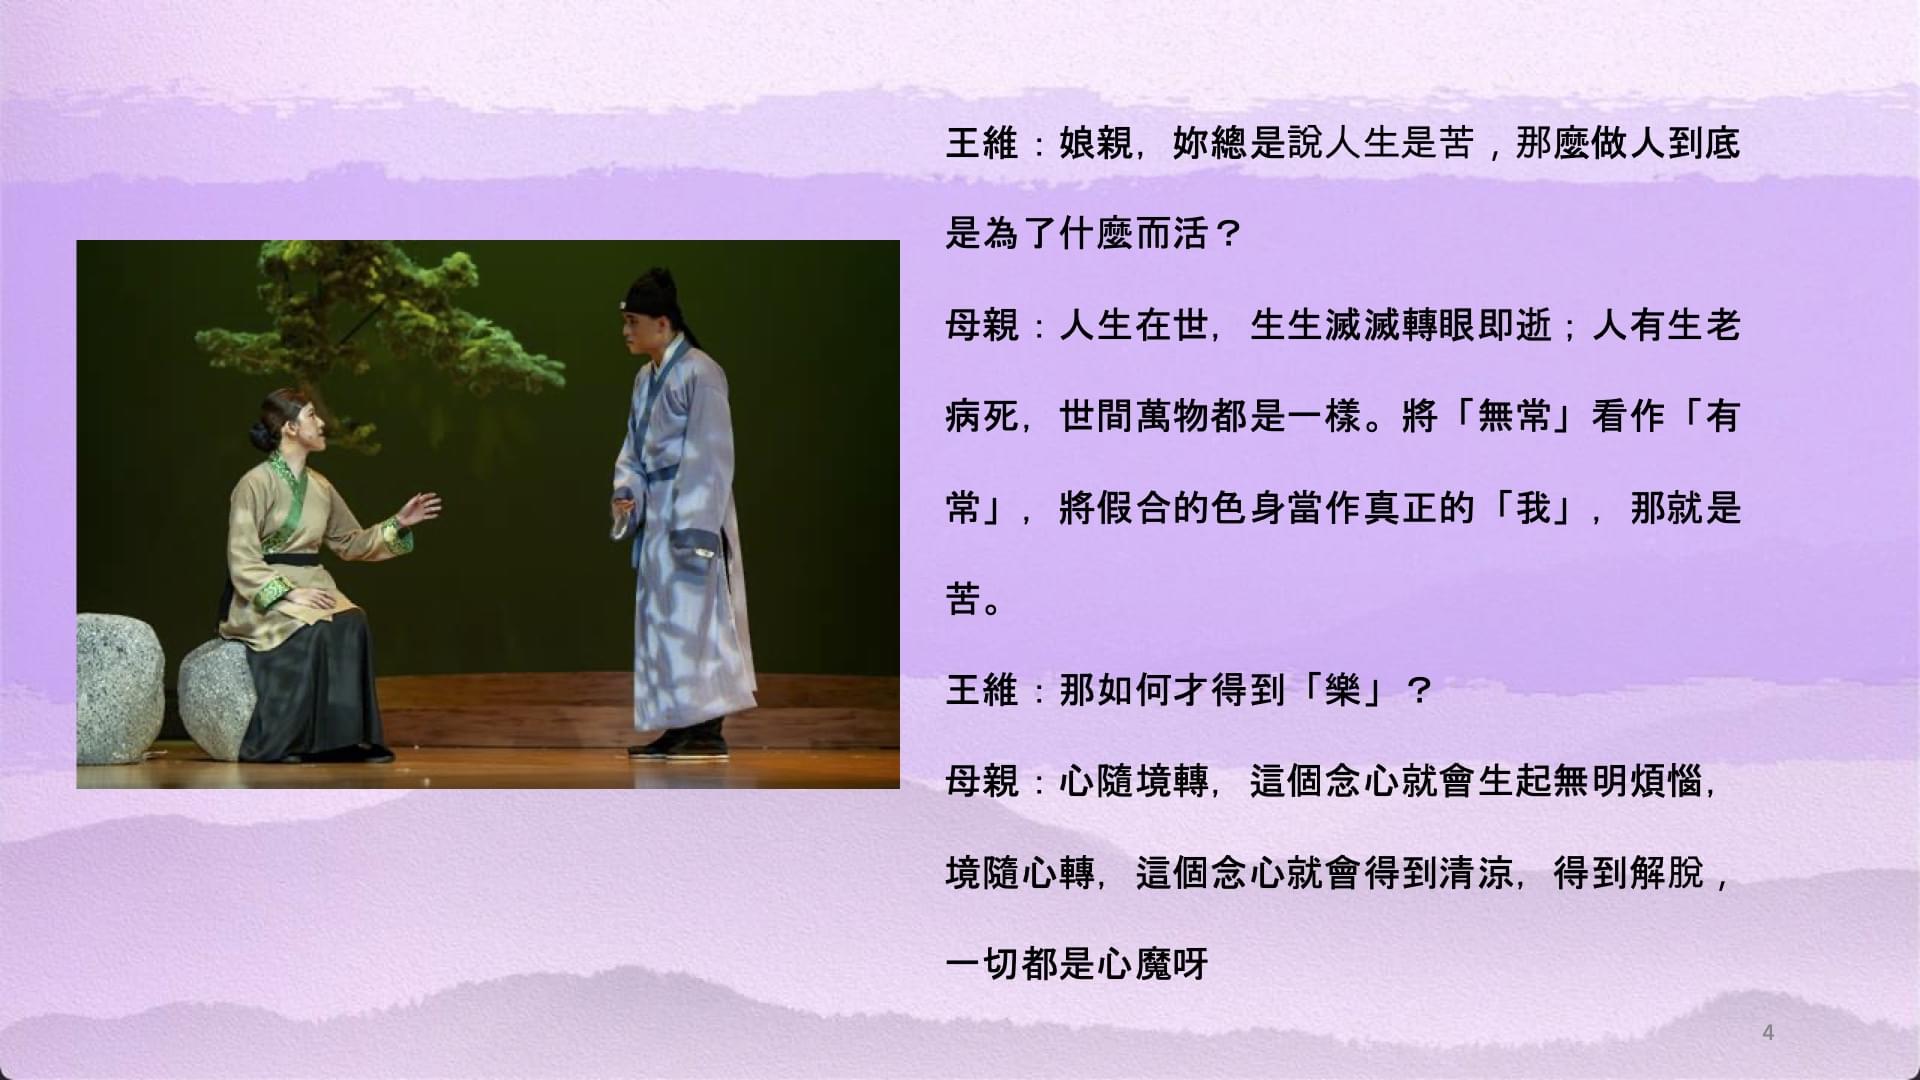 王維：娘親，妳總是說人生是苦，那麼做人到底
是為了什麼而活？
母親：人生在世，生生滅滅轉眼即逝；人有生老
病死，世間萬物都是一樣。將「無常」看作「有
常」，將假合的色身當作真正的「我」，那就是
苦。
王維：那如何才得到「樂」？
母親：心隨境轉，這個念心就會生起無明煩惱，
境隨心轉，這個念心就會得到清涼，得到解脫，
一切都是心魔呀
4